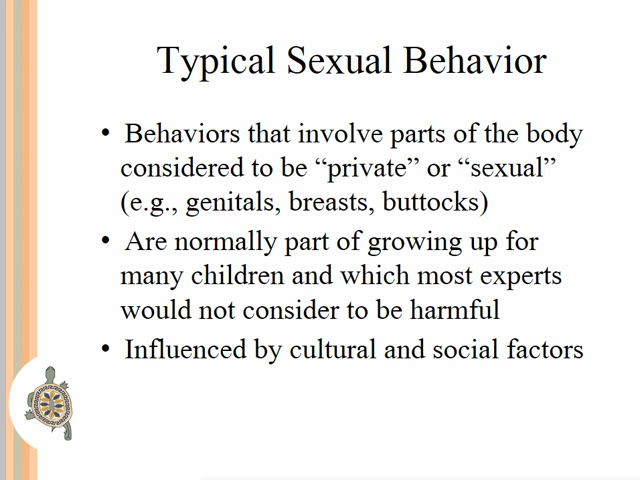 Typical Sexual Behavior
• Behaviors that involve parts of the body
considered to be “private” or “sexual”
(e.g., genitals, breasts, buttocks)
• Are normally part of growing up for
many children and which most experts
would not consider to be harmful
• Influenced by cultural and social factors